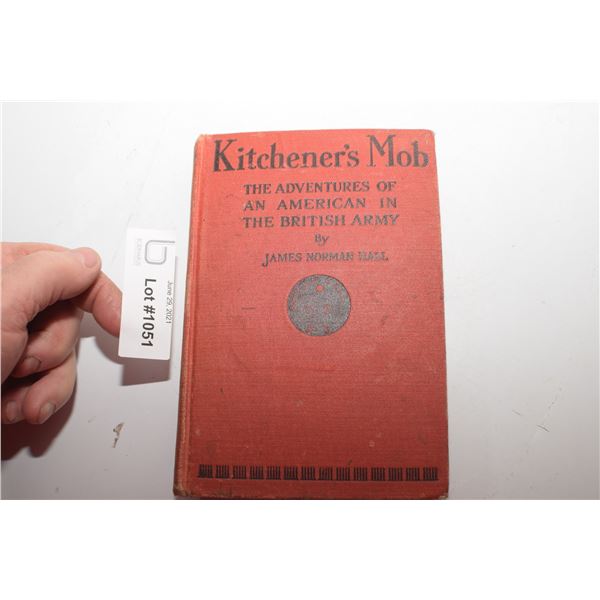 Kitchener's Mob
THE ADVENTURES OF
AN AMERICAN IN
THE BRITISH ARMY
By
JAMES NORMAN HALL
June 29, 2021
Lot #1051